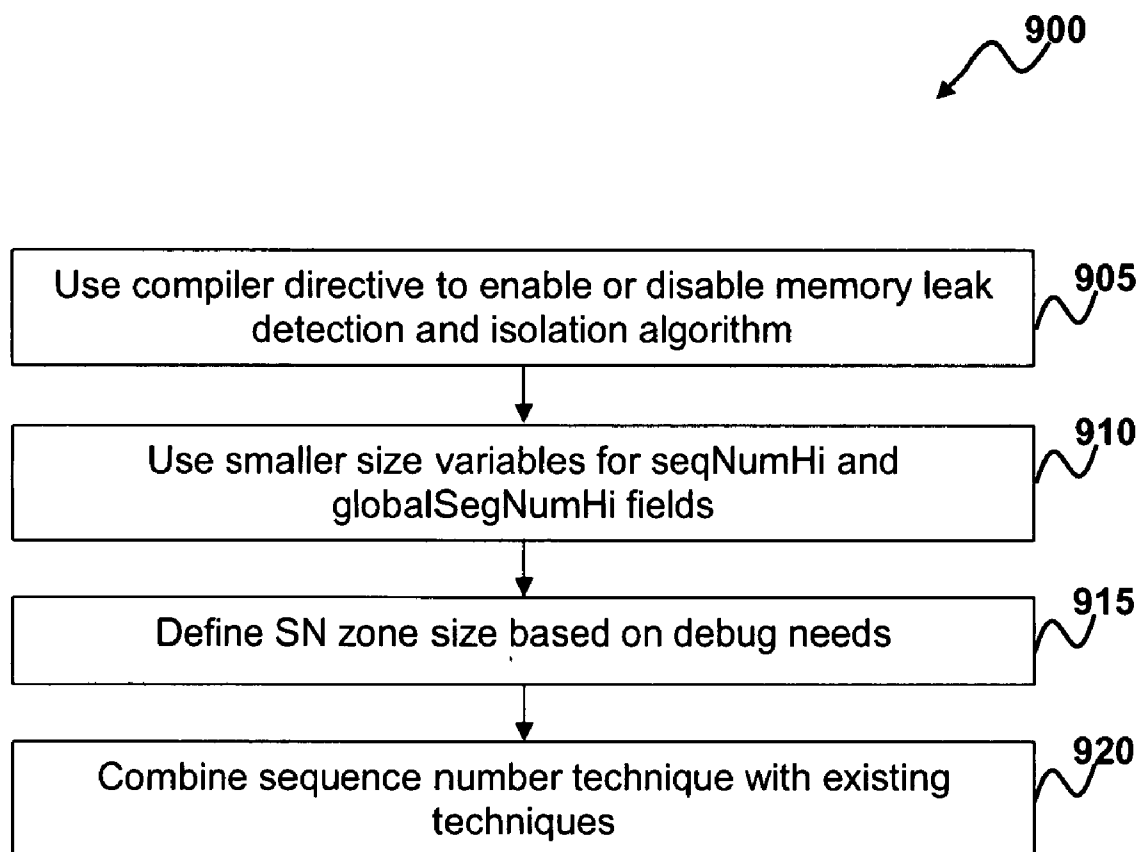 900
Use compiler directive to enable or disable memory leak
detection and isolation algorithm
905
Use smaller size variables for seqNumHi and
globalSegNumHi fields
910
Define SN zone size based on debug needs
915
Combine sequence number technique with existing
techniques
920